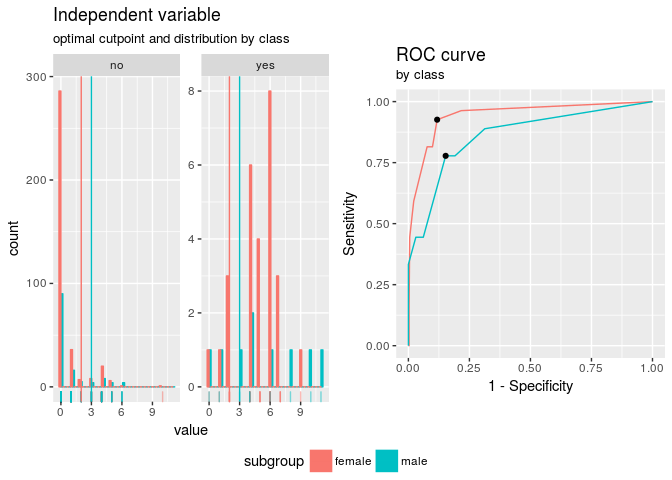 Independent variable
optimal cutpoint and distribution by class
no
yes
count
300
200
100
0
0
3
6
9
8
6
4
2
0
0
3
6
9
value
ROC curve
by class
Sensitivity
1.00
0.75
0.50
0.25
0.00
0.00
0.25
0.50
0.75
1.00
1 - Specificity
subgroup
female
male